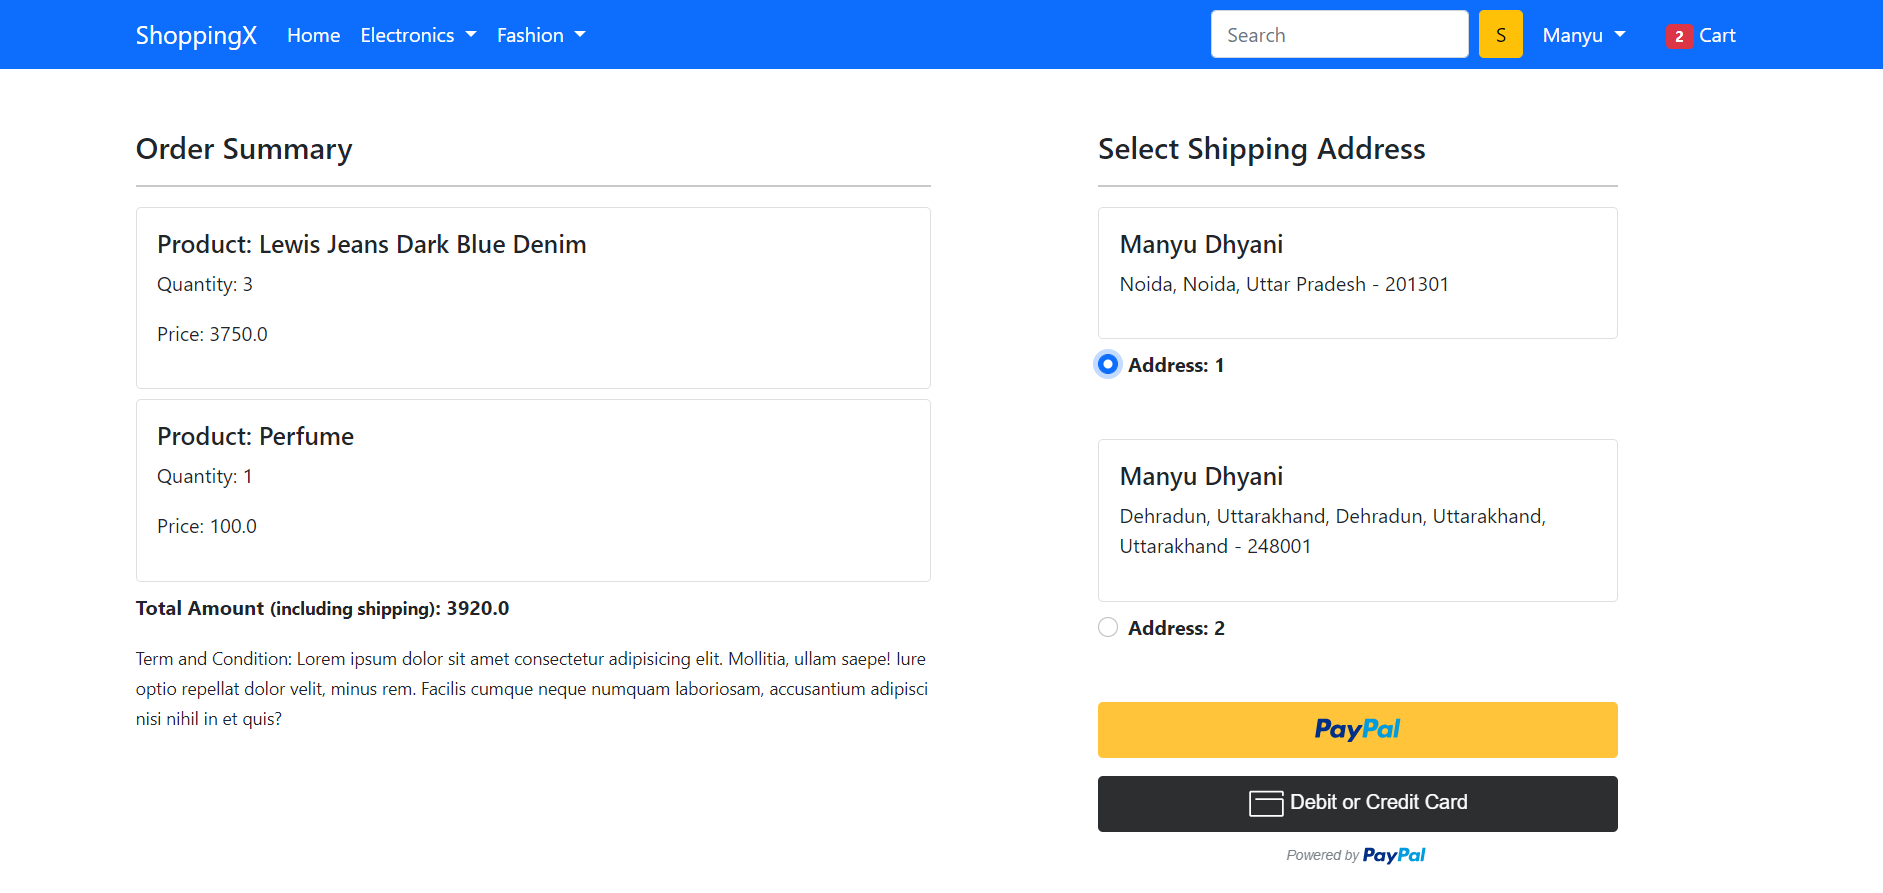 ShoppingX Home Electronics Fashion Search S Manyu 2 Cart
Order Summary
Product: Lewis Jeans Dark Blue Denim
Quantity: 3
Price: 3750.0
Product: Perfume
Quantity: 1
Price: 100.0
Total Amount (including shipping): 3920.0
Term and Condition: Lorem ipsum dolor sit amet consectetur adipisicing elit. Mollitia, ullam saepe! Iure
optio repellat dolor velit, minus rem. Facilis cumque neque numquam laboriosam, accusantium adipisci
nisi nihil in et quis?
Select Shipping Address
Manyu Dhyani
Noida, Noida, Uttar Pradesh - 201301
Address: 1
Manyu Dhyani
Dehradun, Uttarakhand, Dehradun, Uttarakhand,
Uttarakhand - 248001
Address: 2
PayPal
Debit or Credit Card
Powered by PayPal